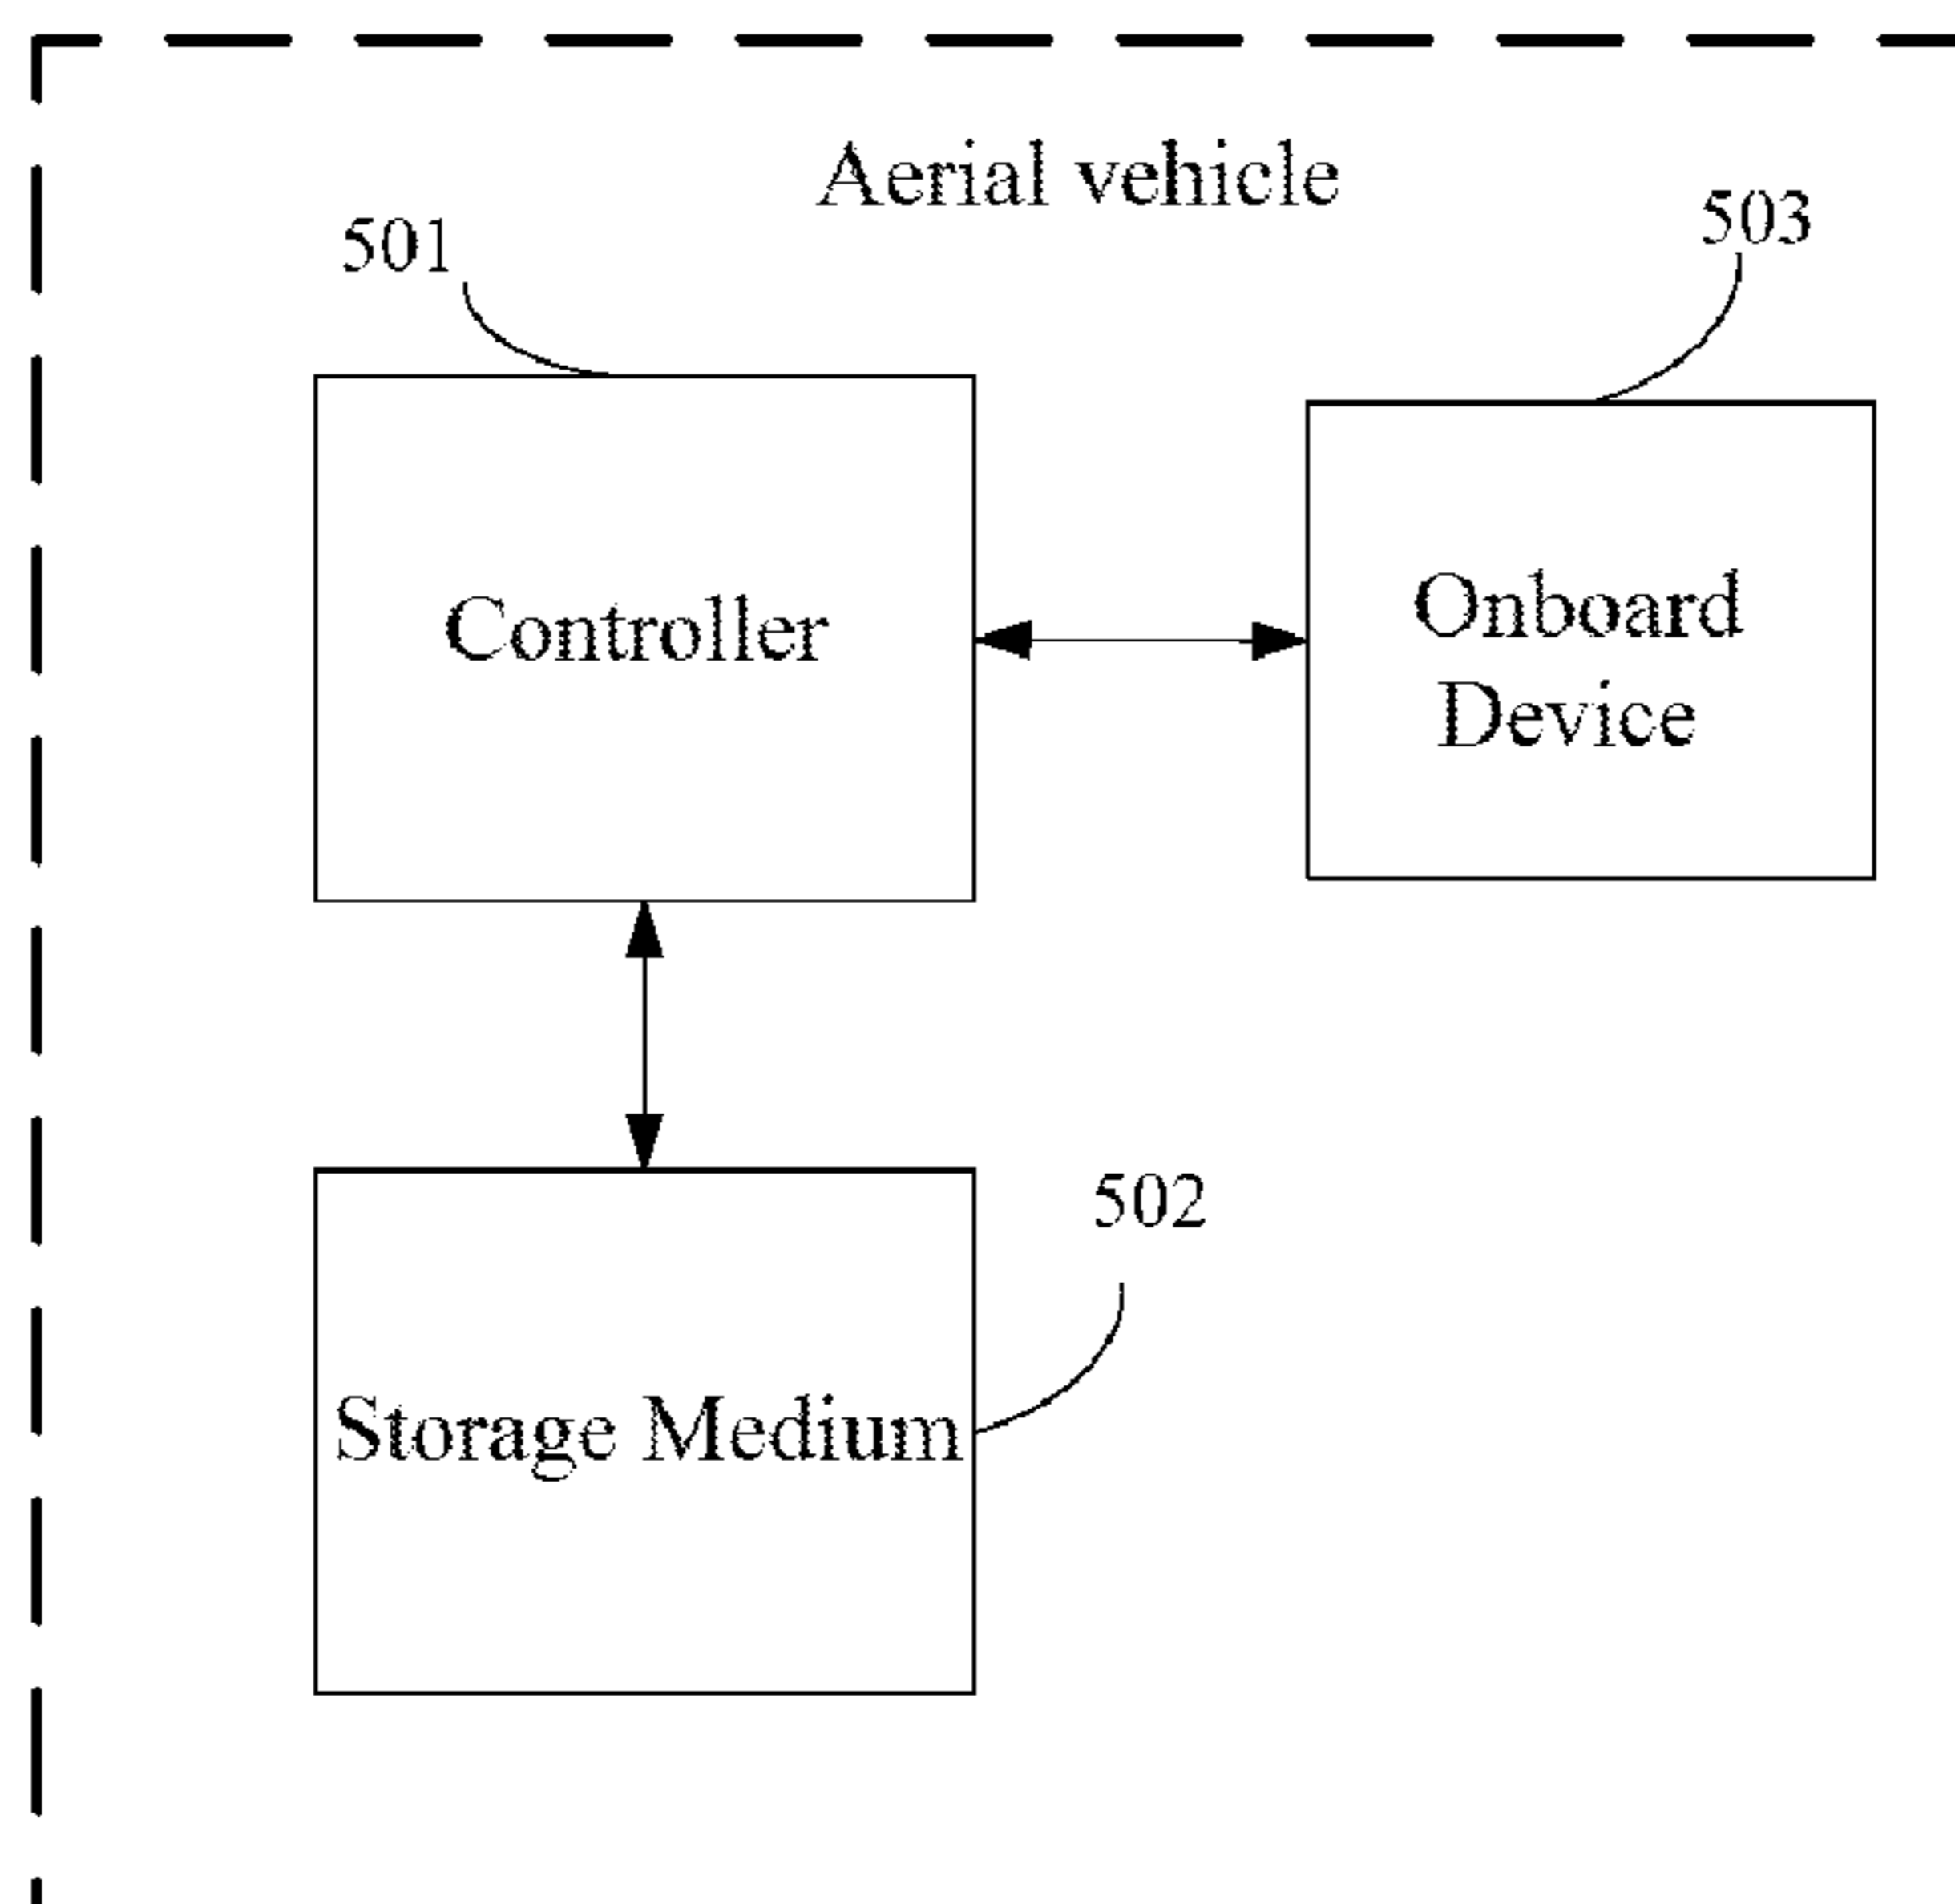 Aerial vehicle
501
503
Controller
Onboard
Device
502
Storage Medium